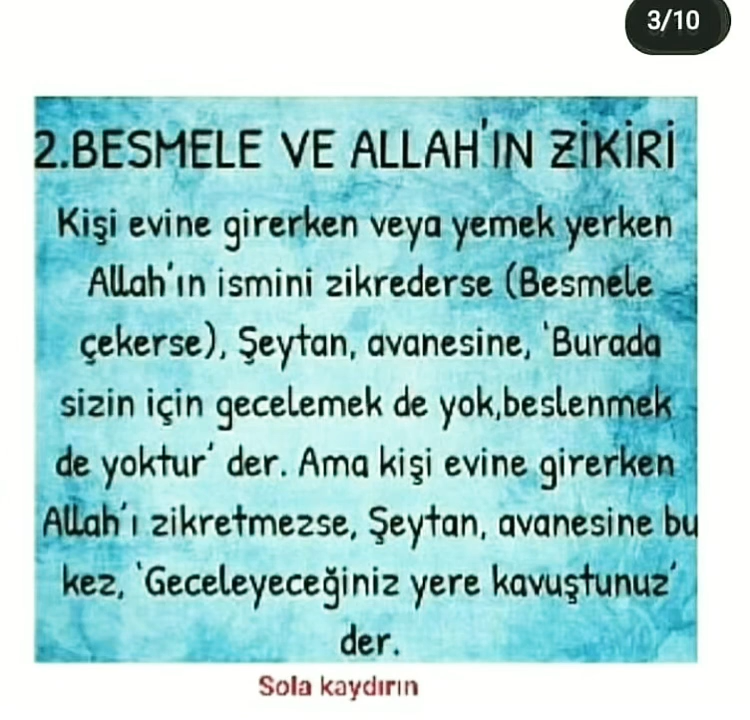 3/10
2.BESMELE VE ALLAH'IN ZİKİRİ
Kişi evine girerken veya yemek yerken
Allah'ın ismini zikrederse (Besmele
çekerse), Şeytan, avanesine, 'Burada
sizin için gecelemek de yok,beslenmek
de yoktur' der. Ama kişi evine girerken
Allah'ı zikretmezse, Şeytan, avanesine bu
kez, 'Geceleyeceğiniz yere kavuştunuz'
der.
Sola kaydırın